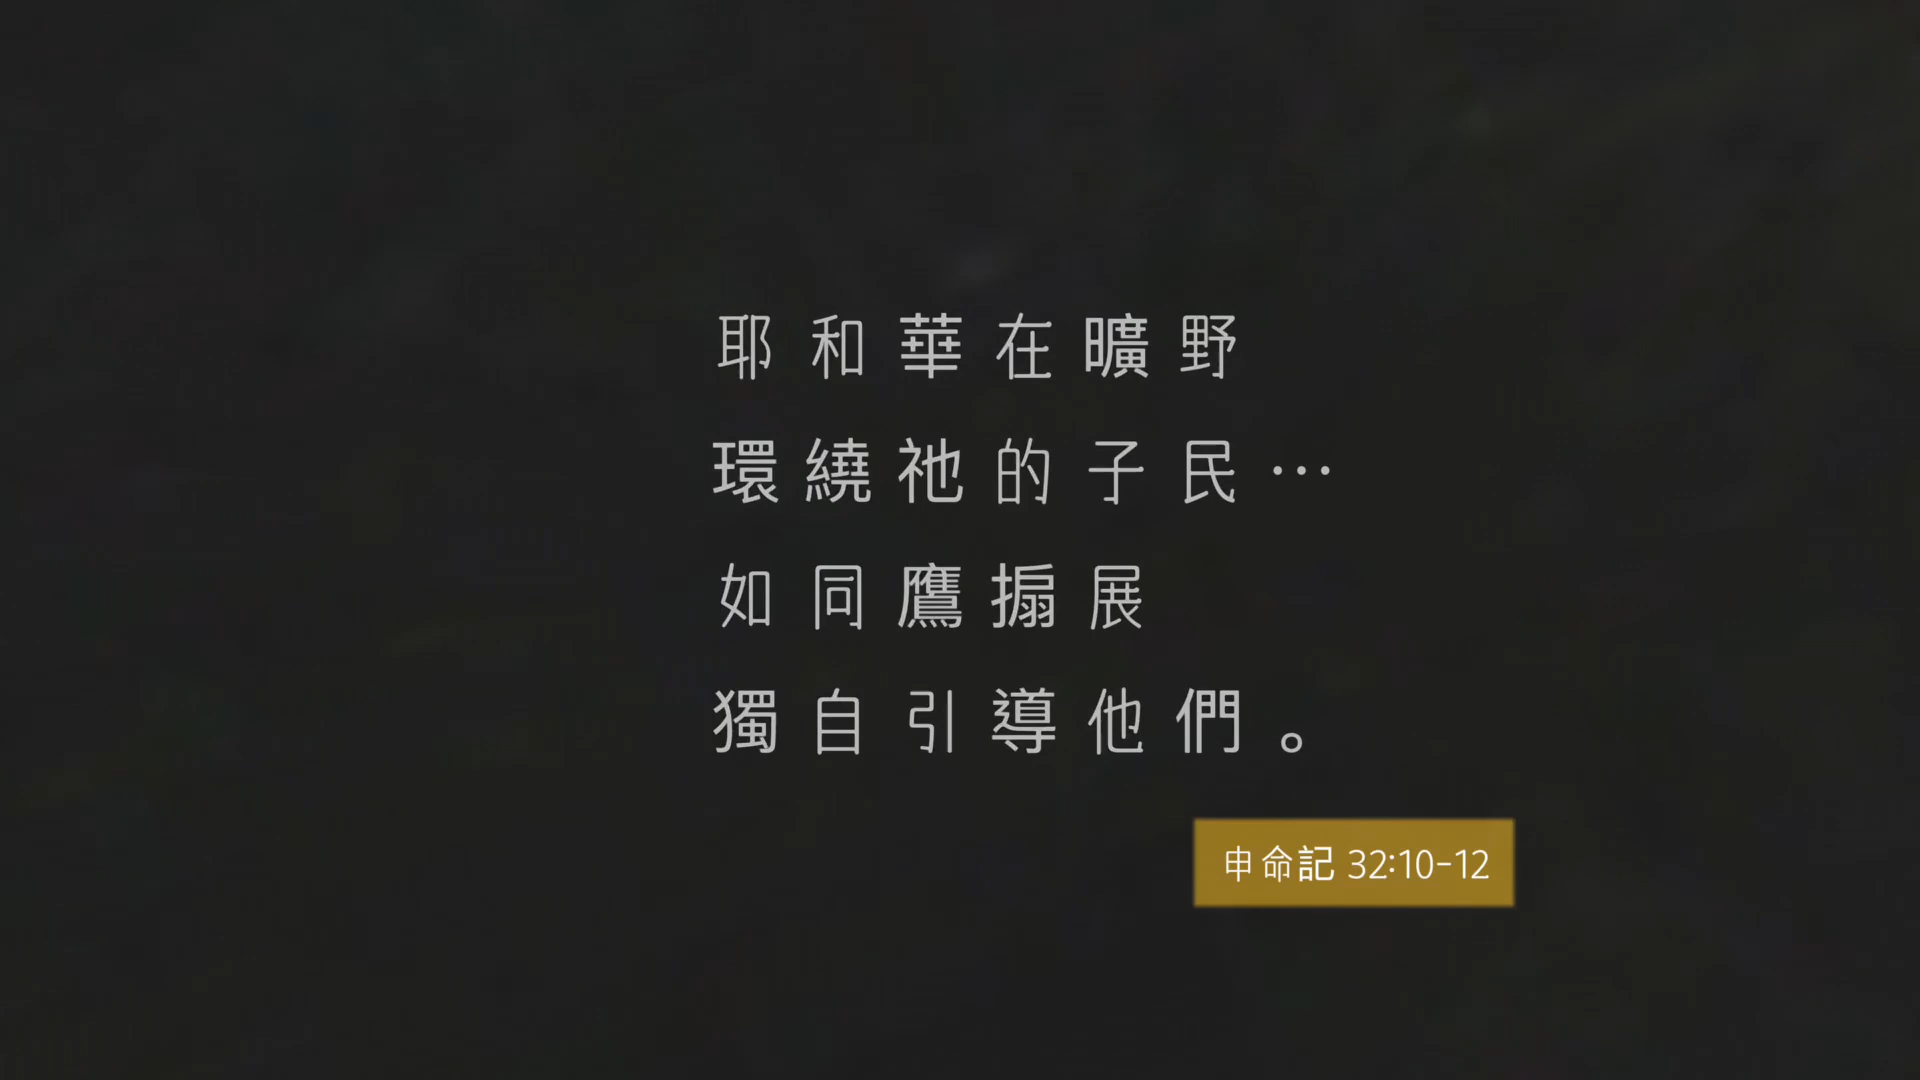 耶和華在曠野
環繞祂的子民…
如同鷹搧展
獨自引導他們。
申命記 32:10-12